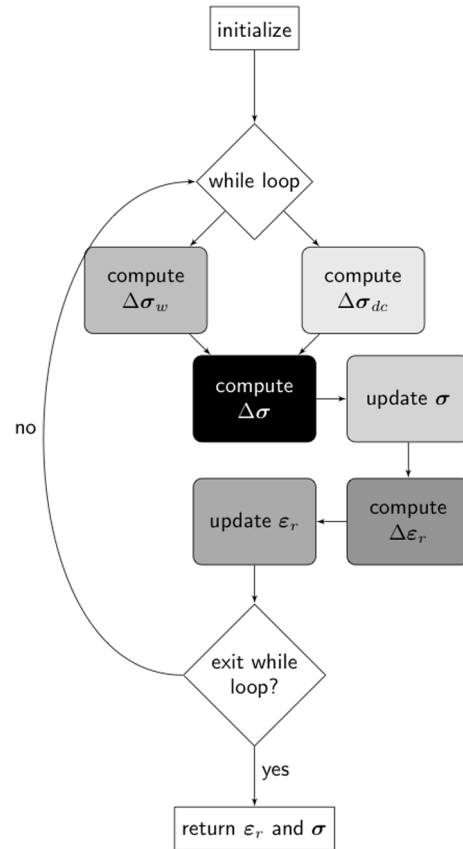 initialize
while loop
compute
Δσ_w
compute
Δσ_dc
compute
Δσ
update σ
no
update ε_r
compute
Δε_r
exit while
loop?
yes
return ε_r and σ